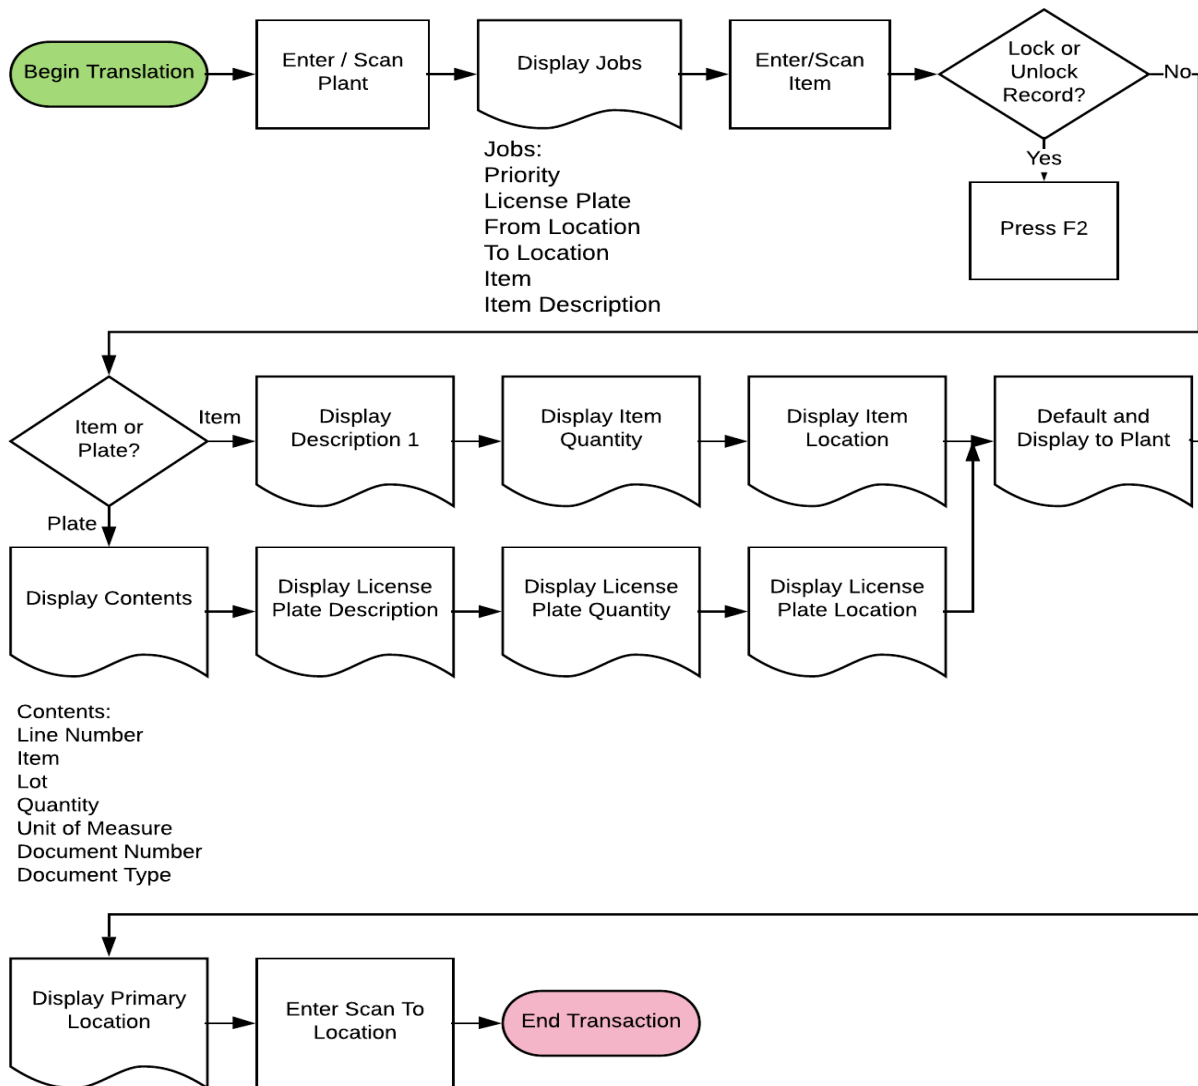 Begin Translation
Enter / Scan
Plant
Display Jobs
Enter/Scan
Item
Lock or
Unlock
Record?
No
Yes
Press F2
Jobs:
Priority
License Plate
From Location
To Location
Item
Item Description
Item or
Plate?
Item
Display
Description 1
Display Item
Quantity
Display Item
Location
Default and
Display to Plant
Plate
Display Contents
Display License
Plate Description
Display License
Plate Quantity
Display License
Plate Location
Contents:
Line Number
Item
Lot
Quantity
Unit of Measure
Document Number
Document Type
Display Primary
Location
Enter Scan To
Location
End Transaction